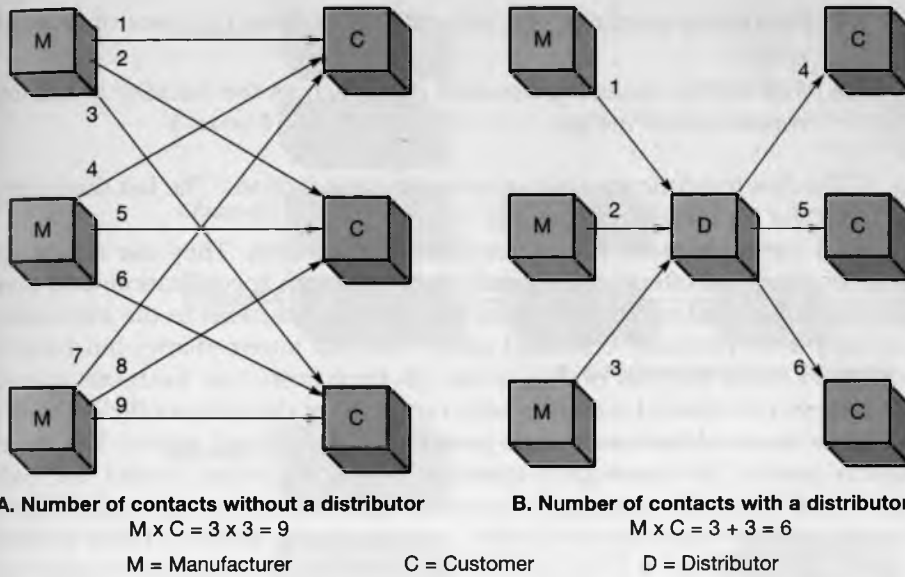 M
1
2
3
C
M
4
5
6
C
M
7
8
9
C
M
1
4
C
M
2
D
5
C
M
3
6
C
A. Number of contacts without a distributor
M x C = 3 x 3 = 9
B. Number of contacts with a distributor
M x C = 3 + 3 = 6
M = Manufacturer
C = Customer
D = Distributor